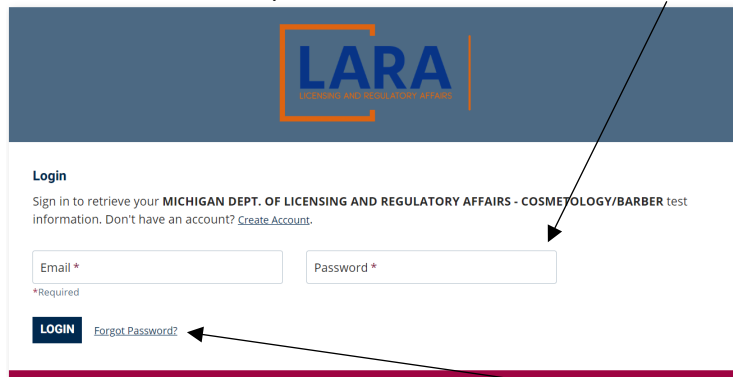 LARA
LICENSING AND REGULATORY AFFAIRS
Login
Sign in to retrieve your MICHIGAN DEPT. OF LICENSING AND REGULATORY AFFAIRS - COSMETOLOGY/BARBER test
information. Don't have an account? Create Account.
Email * Password *
*Required
LOGIN Forgot Password?